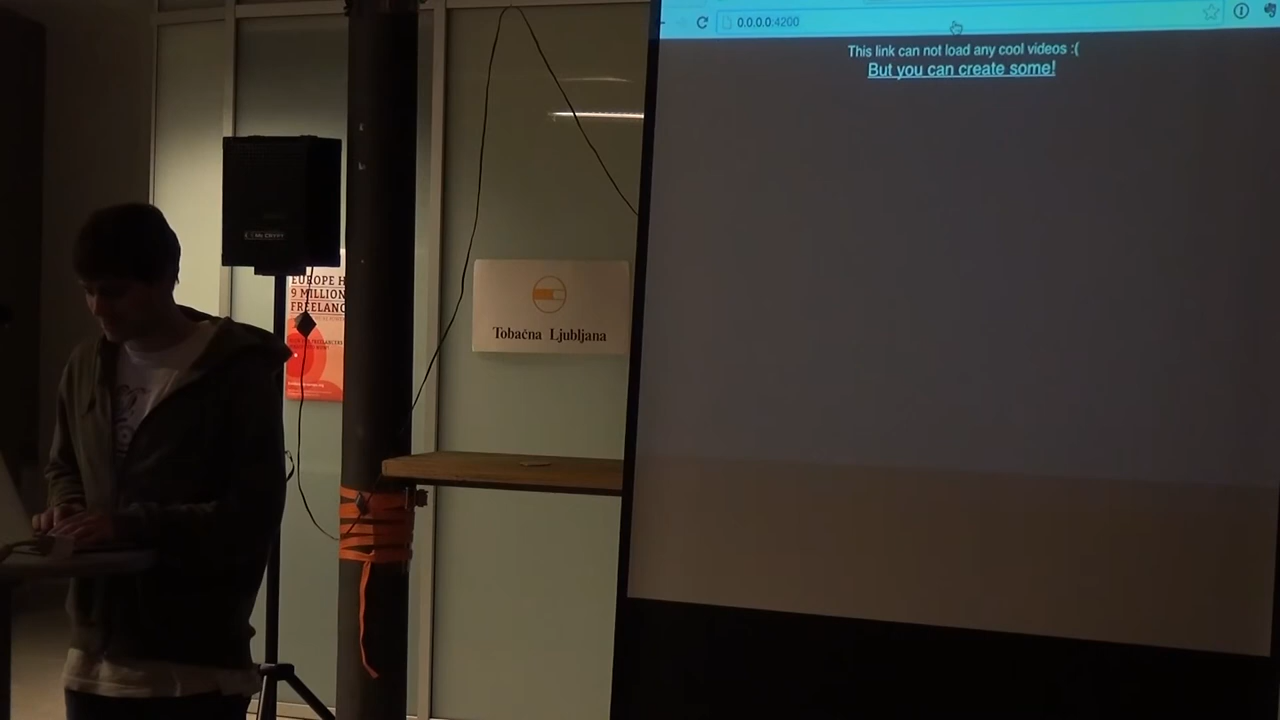 0.0.0.0:4200
This link can not load any cool videos :(
But you can create some!
EUROPE H
9 MILLION
FREELANC
Tobačna Ljubljana